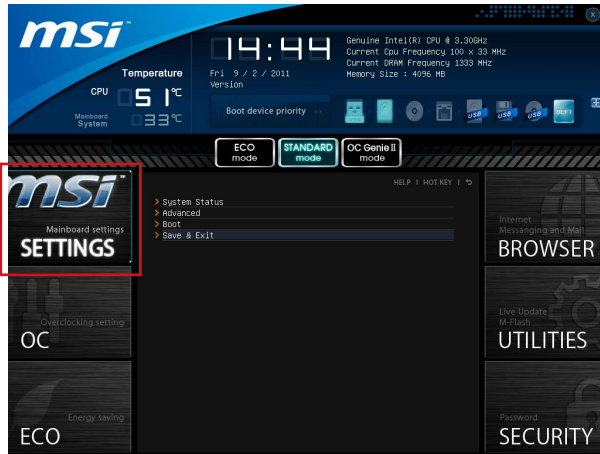 msi
Temperature
CPU 51℃
Mainboard
System 33℃
14:44
Fri 9 / 2 / 2011
Version
Genuine Intel(R) CPU @ 3.30GHz
Current Cpu Frequency 100 x 33 MHz
Current DRAM Frequency 1333 MHz
Memory Size : 4096 MB
Boot device priority
USB
USB
USB
UEFI
ECO
mode
STANDARD
mode
OC Genie II
mode
HELP | HOT KEY |
msi
Mainboard settings
SETTINGS
Overclocking setting
OC
Energy saving
ECO
> System Status
> Advanced
> Boot
> Save & Exit
Internet
Messanging and Mail
BROWSER
Live Update
M-Flash
UTILITIES
Password
SECURITY